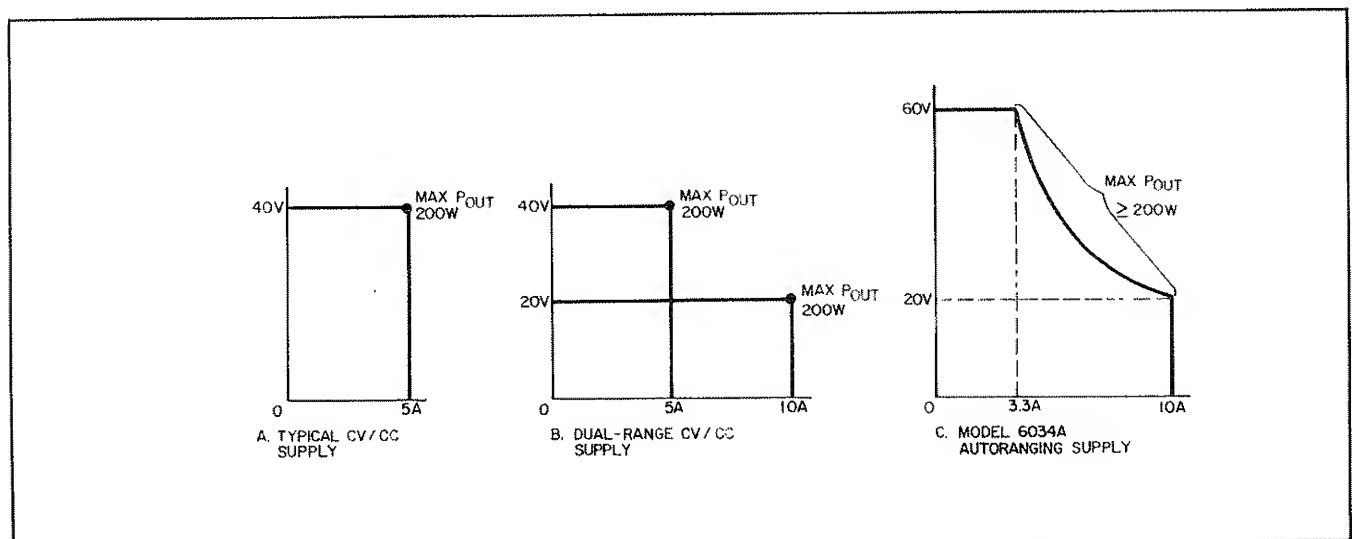 40V
MAX POUT
200W
0
5A
A. TYPICAL CV/CC
SUPPLY
40V
MAX POUT
200W
20V
MAX POUT
200W
0
5A
10A
B. DUAL-RANGE CV/CC
SUPPLY
60V
MAX POUT
≥ 200W
20V
0
3.3A
10A
C. MODEL 6034A
AUTORANGING SUPPLY